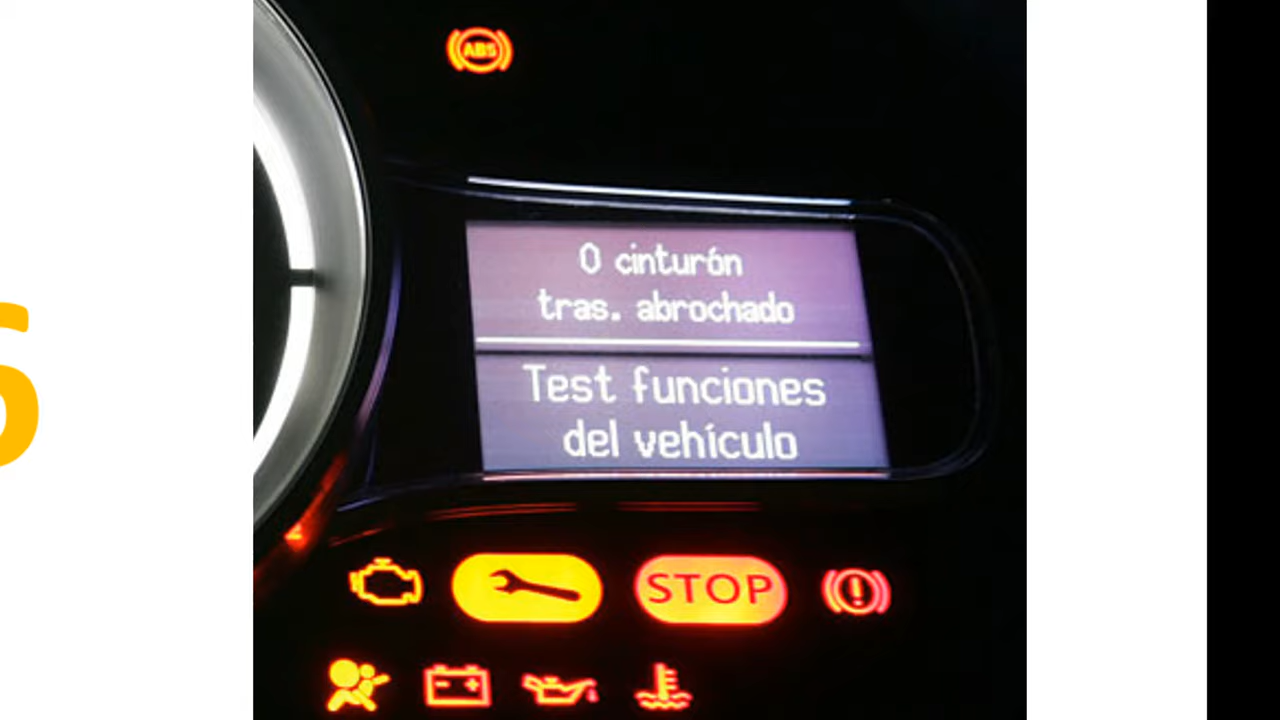 ABS
0 cinturón
tras. abrochado
Test funciones
del vehículo
STOP